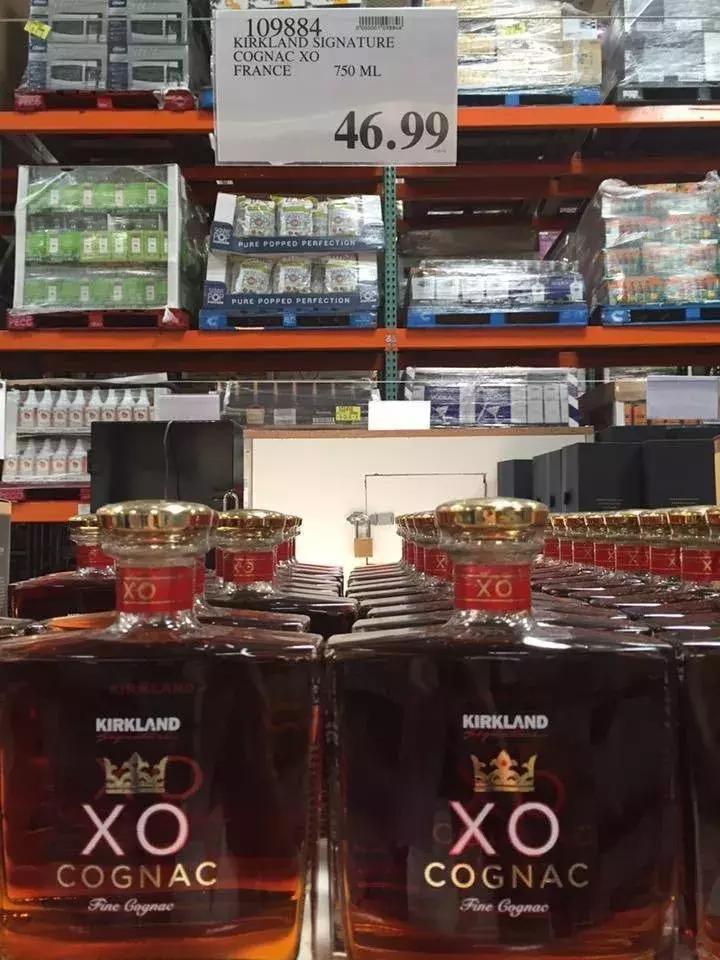 109884
KIRKLAND SIGNATURE
COGNAC XO
FRANCE 750 ML
46.99
PURE POPPED PERFECTION
PURE POPPED PERFECTION
XO
XO
XO
KIRKLAND
Signature
XO
COGNAC
Fine Cognac
KIRKLAND
Signature
XO
COGNAC
Fine Cognac